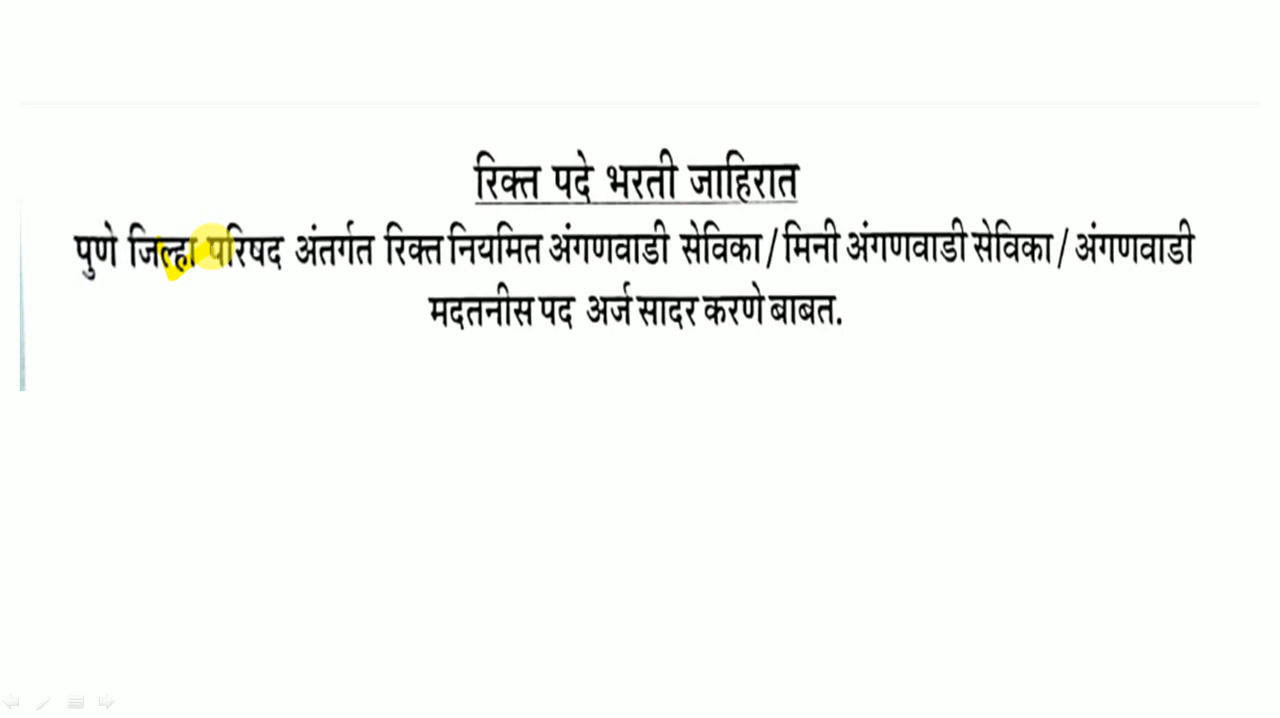 रिक्त पदे भरती जाहिरात
पुणे जिल्हा परिषद अंतर्गत रिक्त नियमित अंगणवाडी सेविका / मिनी अंगणवाडी सेविका / अंगणवाडी
मदतनीस पद अर्ज सादर करणे बाबत.